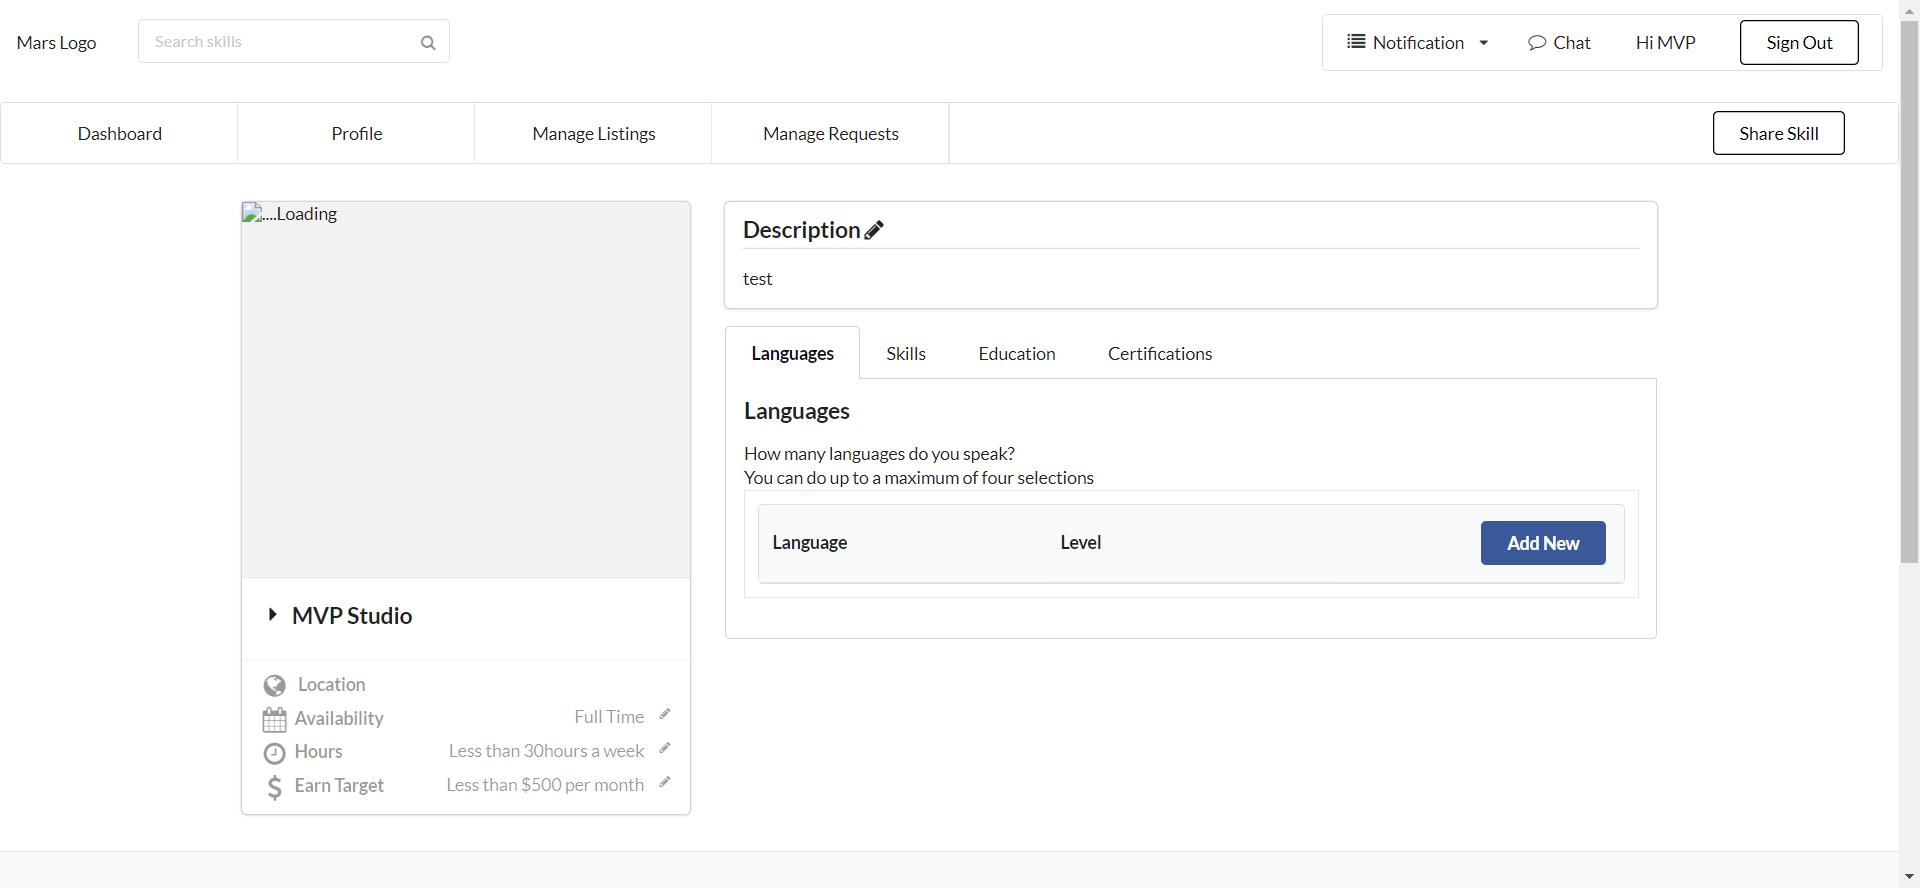 Mars Logo
Search skills
Notification
Chat
Hi MVP
Sign Out
Dashboard
Profile
Manage Listings
Manage Requests
Share Skill
....Loading
MVP Studio
Location
Availability
Full Time
Hours
Less than 30hours a week
Earn Target
Less than $500 per month
Description
test
Languages
Skills
Education
Certifications
Languages
How many languages do you speak?
You can do up to a maximum of four selections
Language
Level
Add New